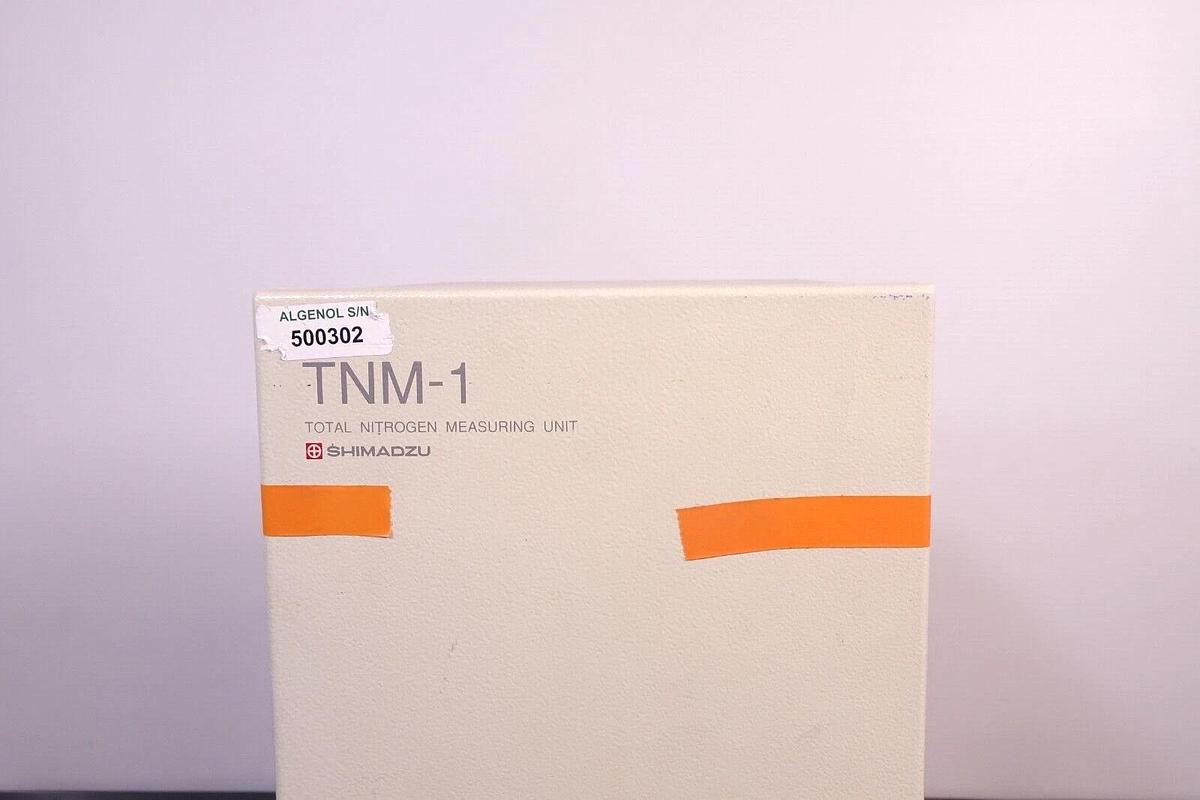 ALGENOL S/N
500302
TNM-1
TOTAL NITROGEN MEASURING UNIT
SHIMADZU